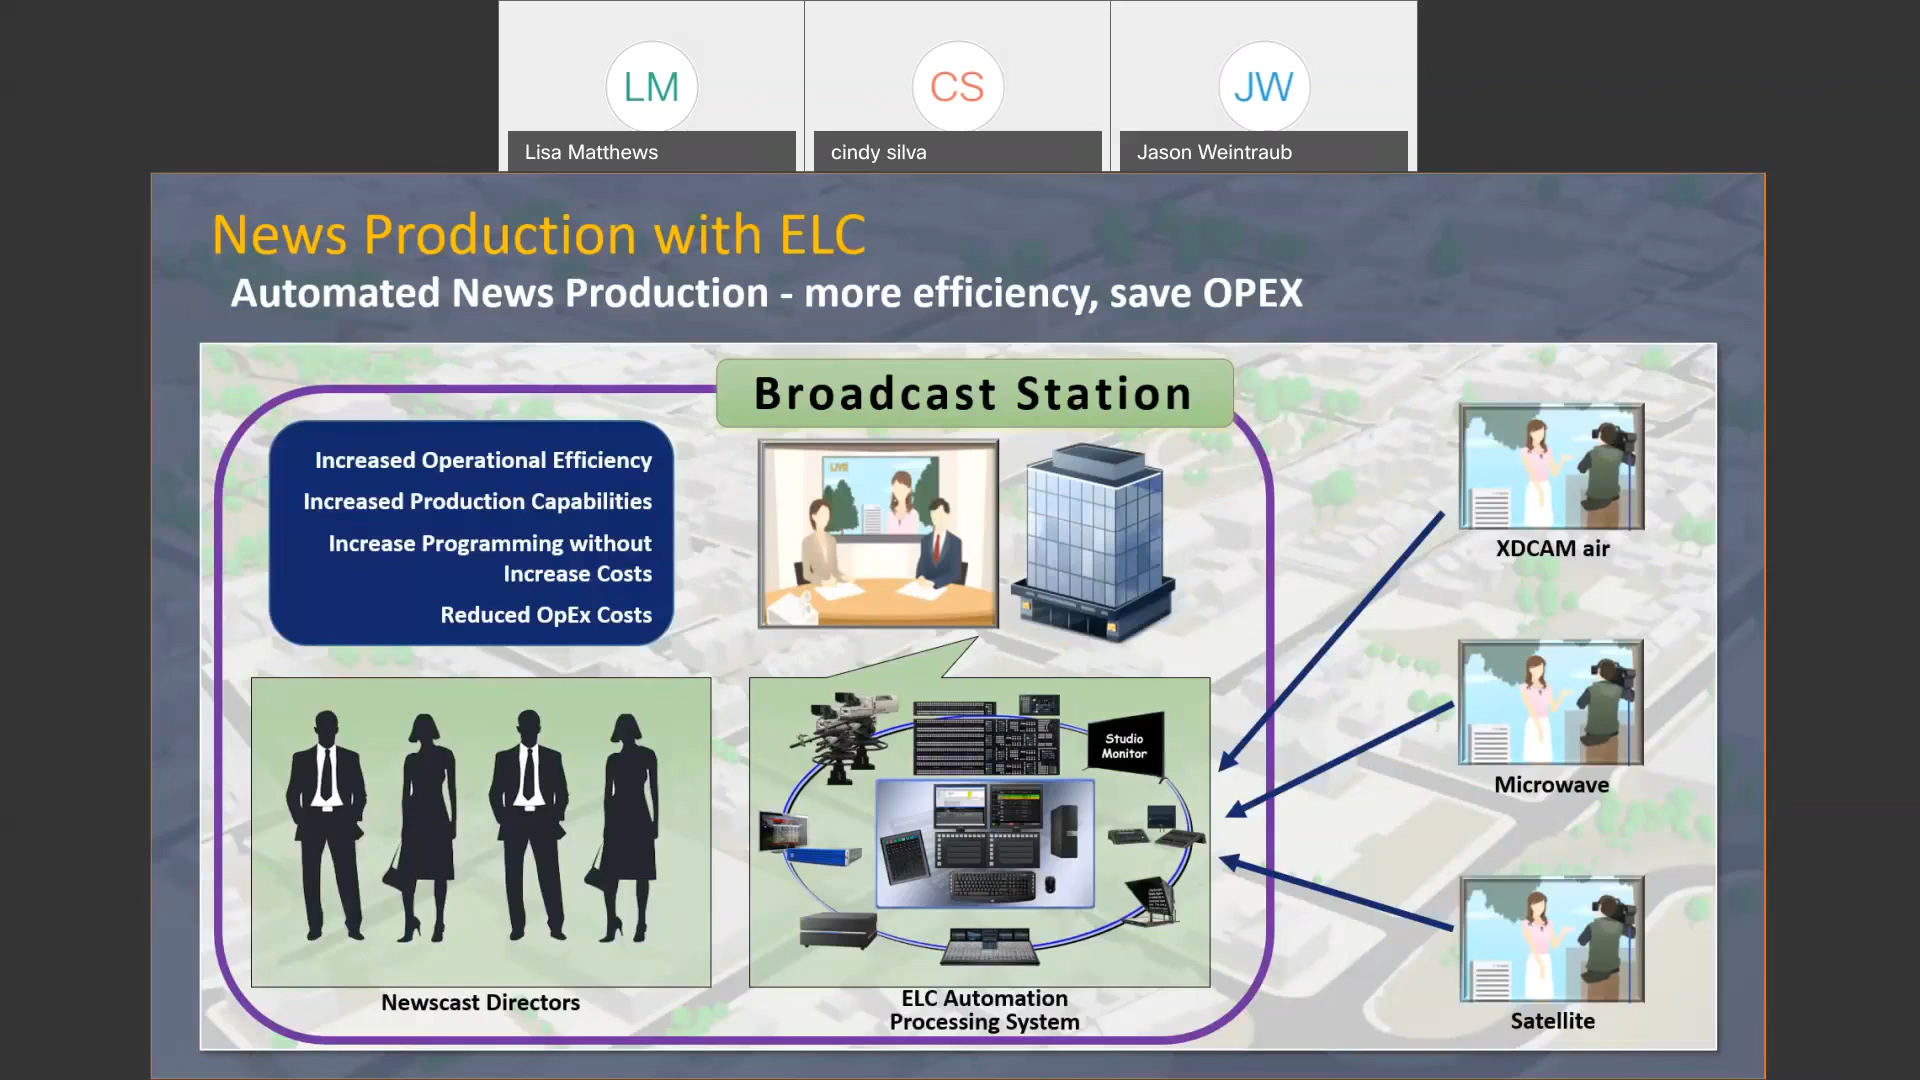 LM
CS
JW
Lisa Matthews
cindy silva
Jason Weintraub
News Production with ELC
Automated News Production - more efficiency, save OPEX
Broadcast Station
Increased Operational Efficiency
Increased Production Capabilities
Increase Programming without
Increase Costs
Reduced OpEx Costs
LIVE
XDCAM air
Microwave
Satellite
Studio
Monitor
Newscast Directors
ELC Automation
Processing System